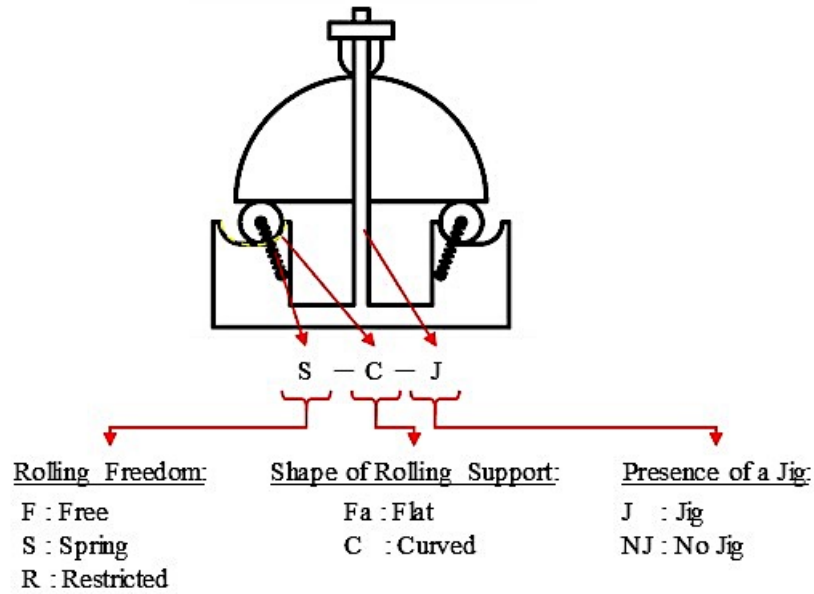 S – C – J
Rolling Freedom:
F : Free
S : Spring
R : Restricted
Shape of Rolling Support:
Fa : Flat
C : Curved
Presence of a Jig:
J : Jig
NJ : No Jig